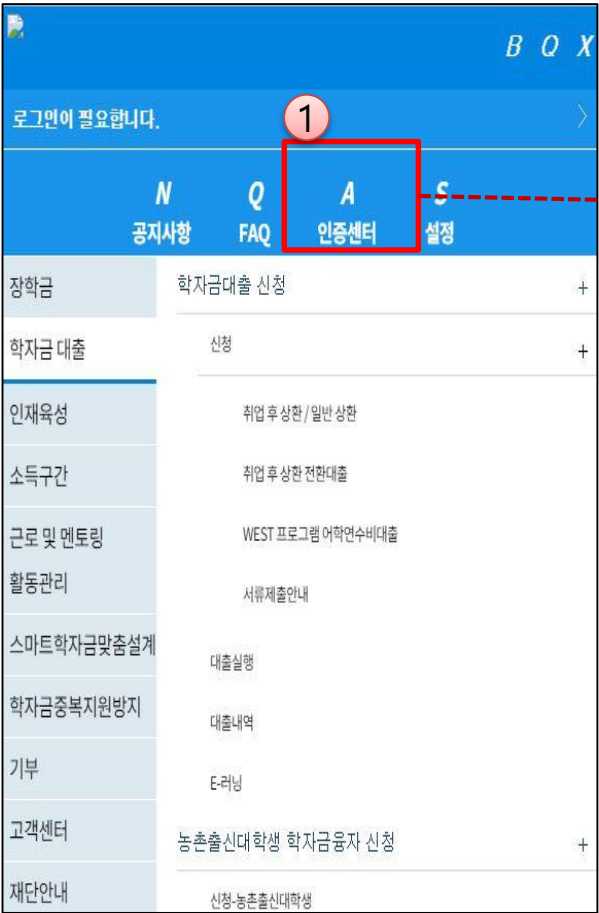 B Q X
로그인이 필요합니다.
1
N Q A S
공지사항 FAQ 인증센터 설정
장학금
학자금 대출
인재육성
소득구간
근로 및 멘토링
활동관리
스마트학자금맞춤설계
학자금중복지원방지
기부
고객센터
재단안내
학자금대출 신청 +
신청 +
취업 후 상환 / 일반 상환
취업 후 상환 전환대출
WEST 프로그램 어학연수비대출
서류제출안내
대출실행
대출내역
E-러닝
농촌출신대학생 학자금융자 신청 +
신청-농촌출신대학생